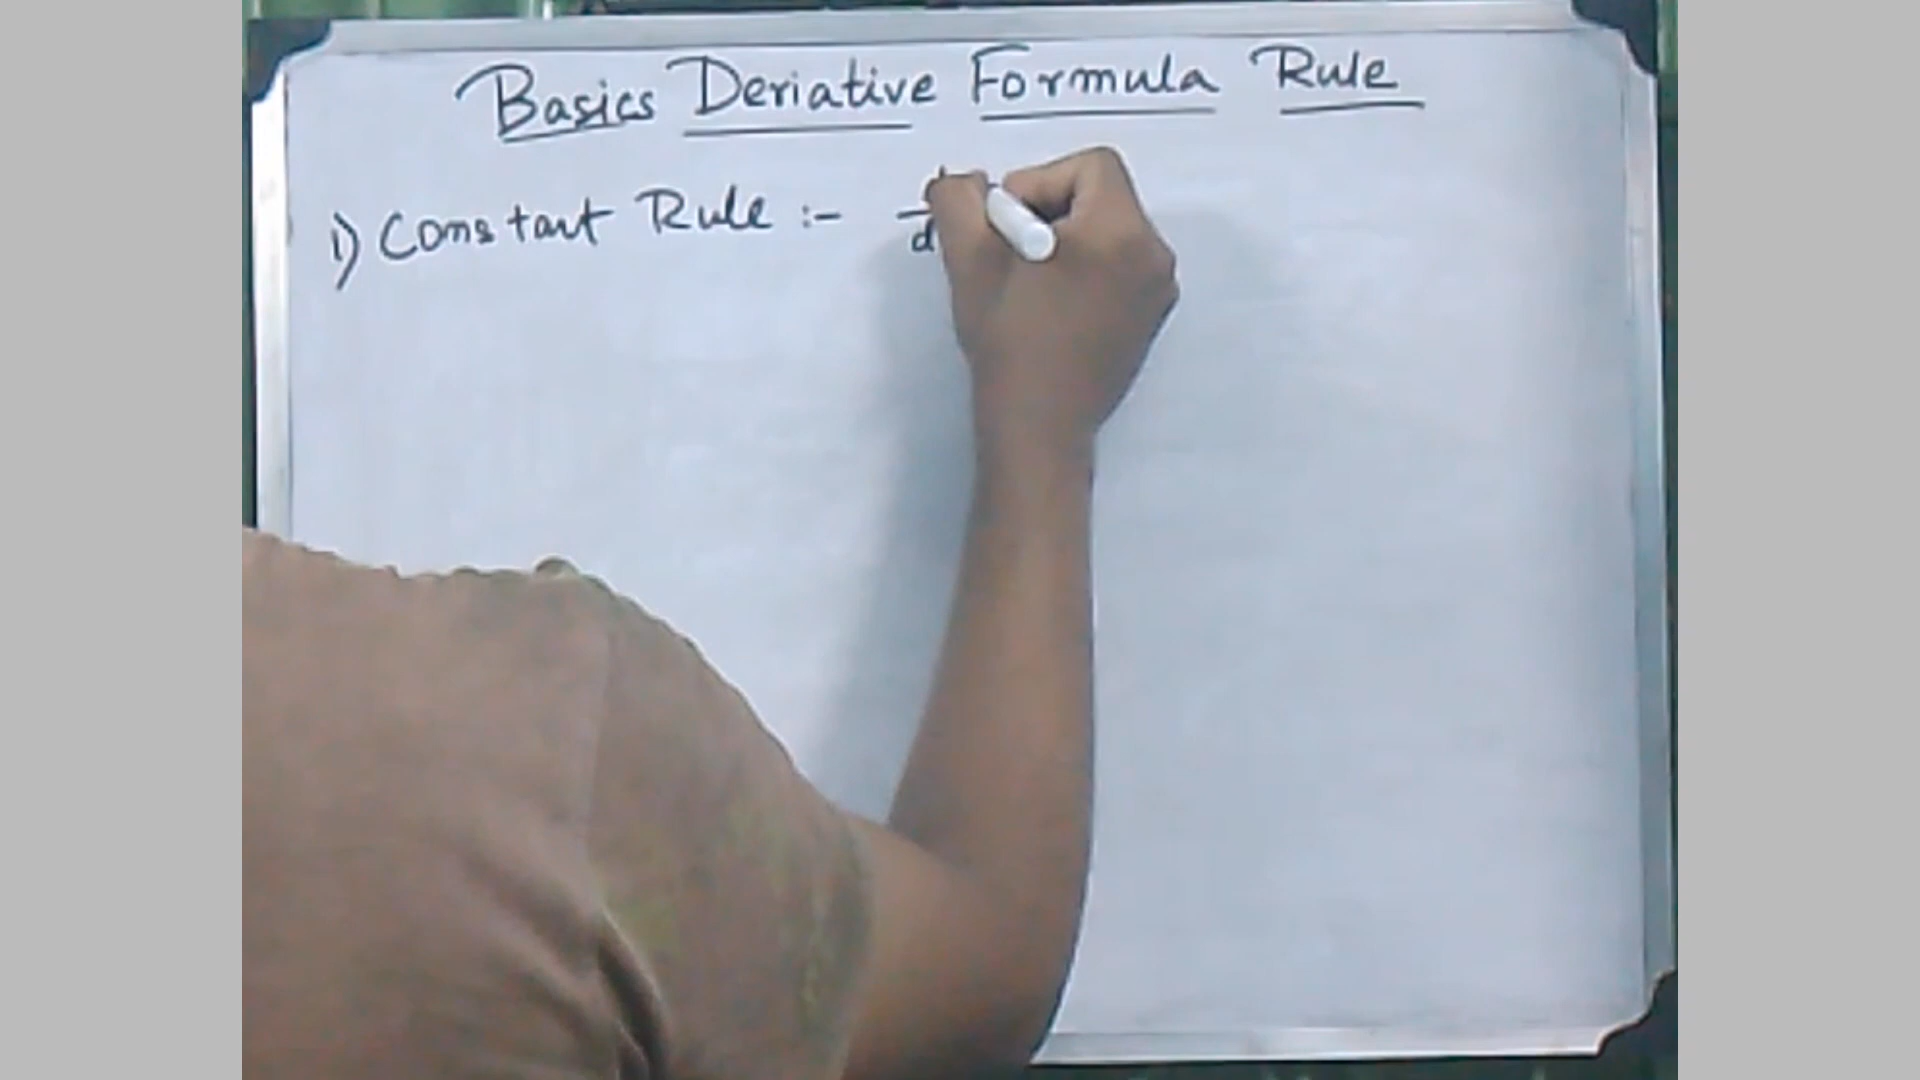 Basics Deriative Formula Rule
1) Constant Rule :- d/d